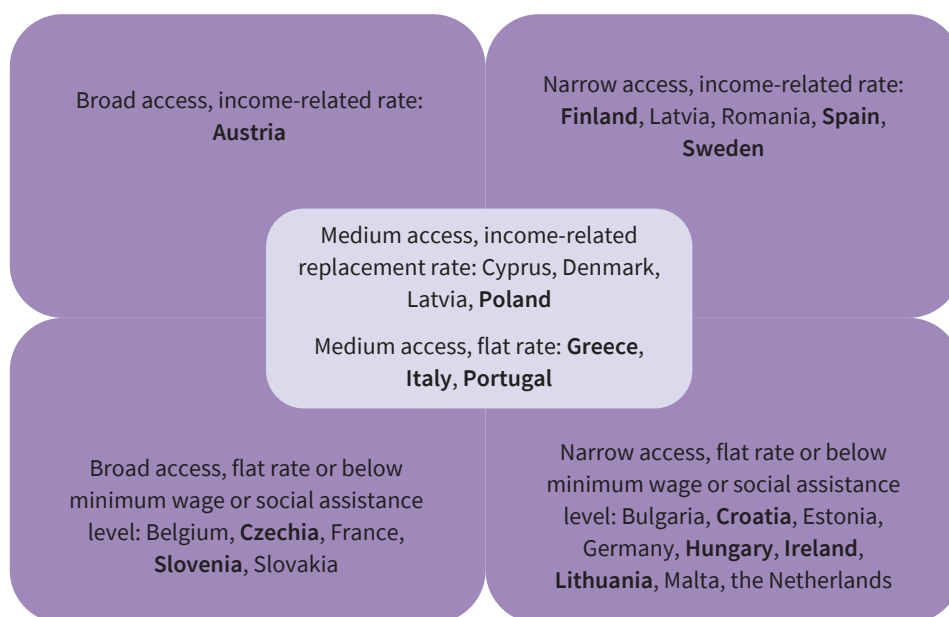 Broad access, income-related rate:
Austria
Narrow access, income-related rate:
Finland, Latvia, Romania, Spain,
Sweden
Medium access, income-related
replacement rate: Cyprus, Denmark,
Latvia, Poland
Medium access, flat rate: Greece,
Italy, Portugal
Broad access, flat rate or below
minimum wage or social assistance
level: Belgium, Czechia, France,
Slovenia, Slovakia
Narrow access, flat rate or below
minimum wage or social assistance
level: Bulgaria, Croatia, Estonia,
Germany, Hungary, Ireland,
Lithuania, Malta, the Netherlands